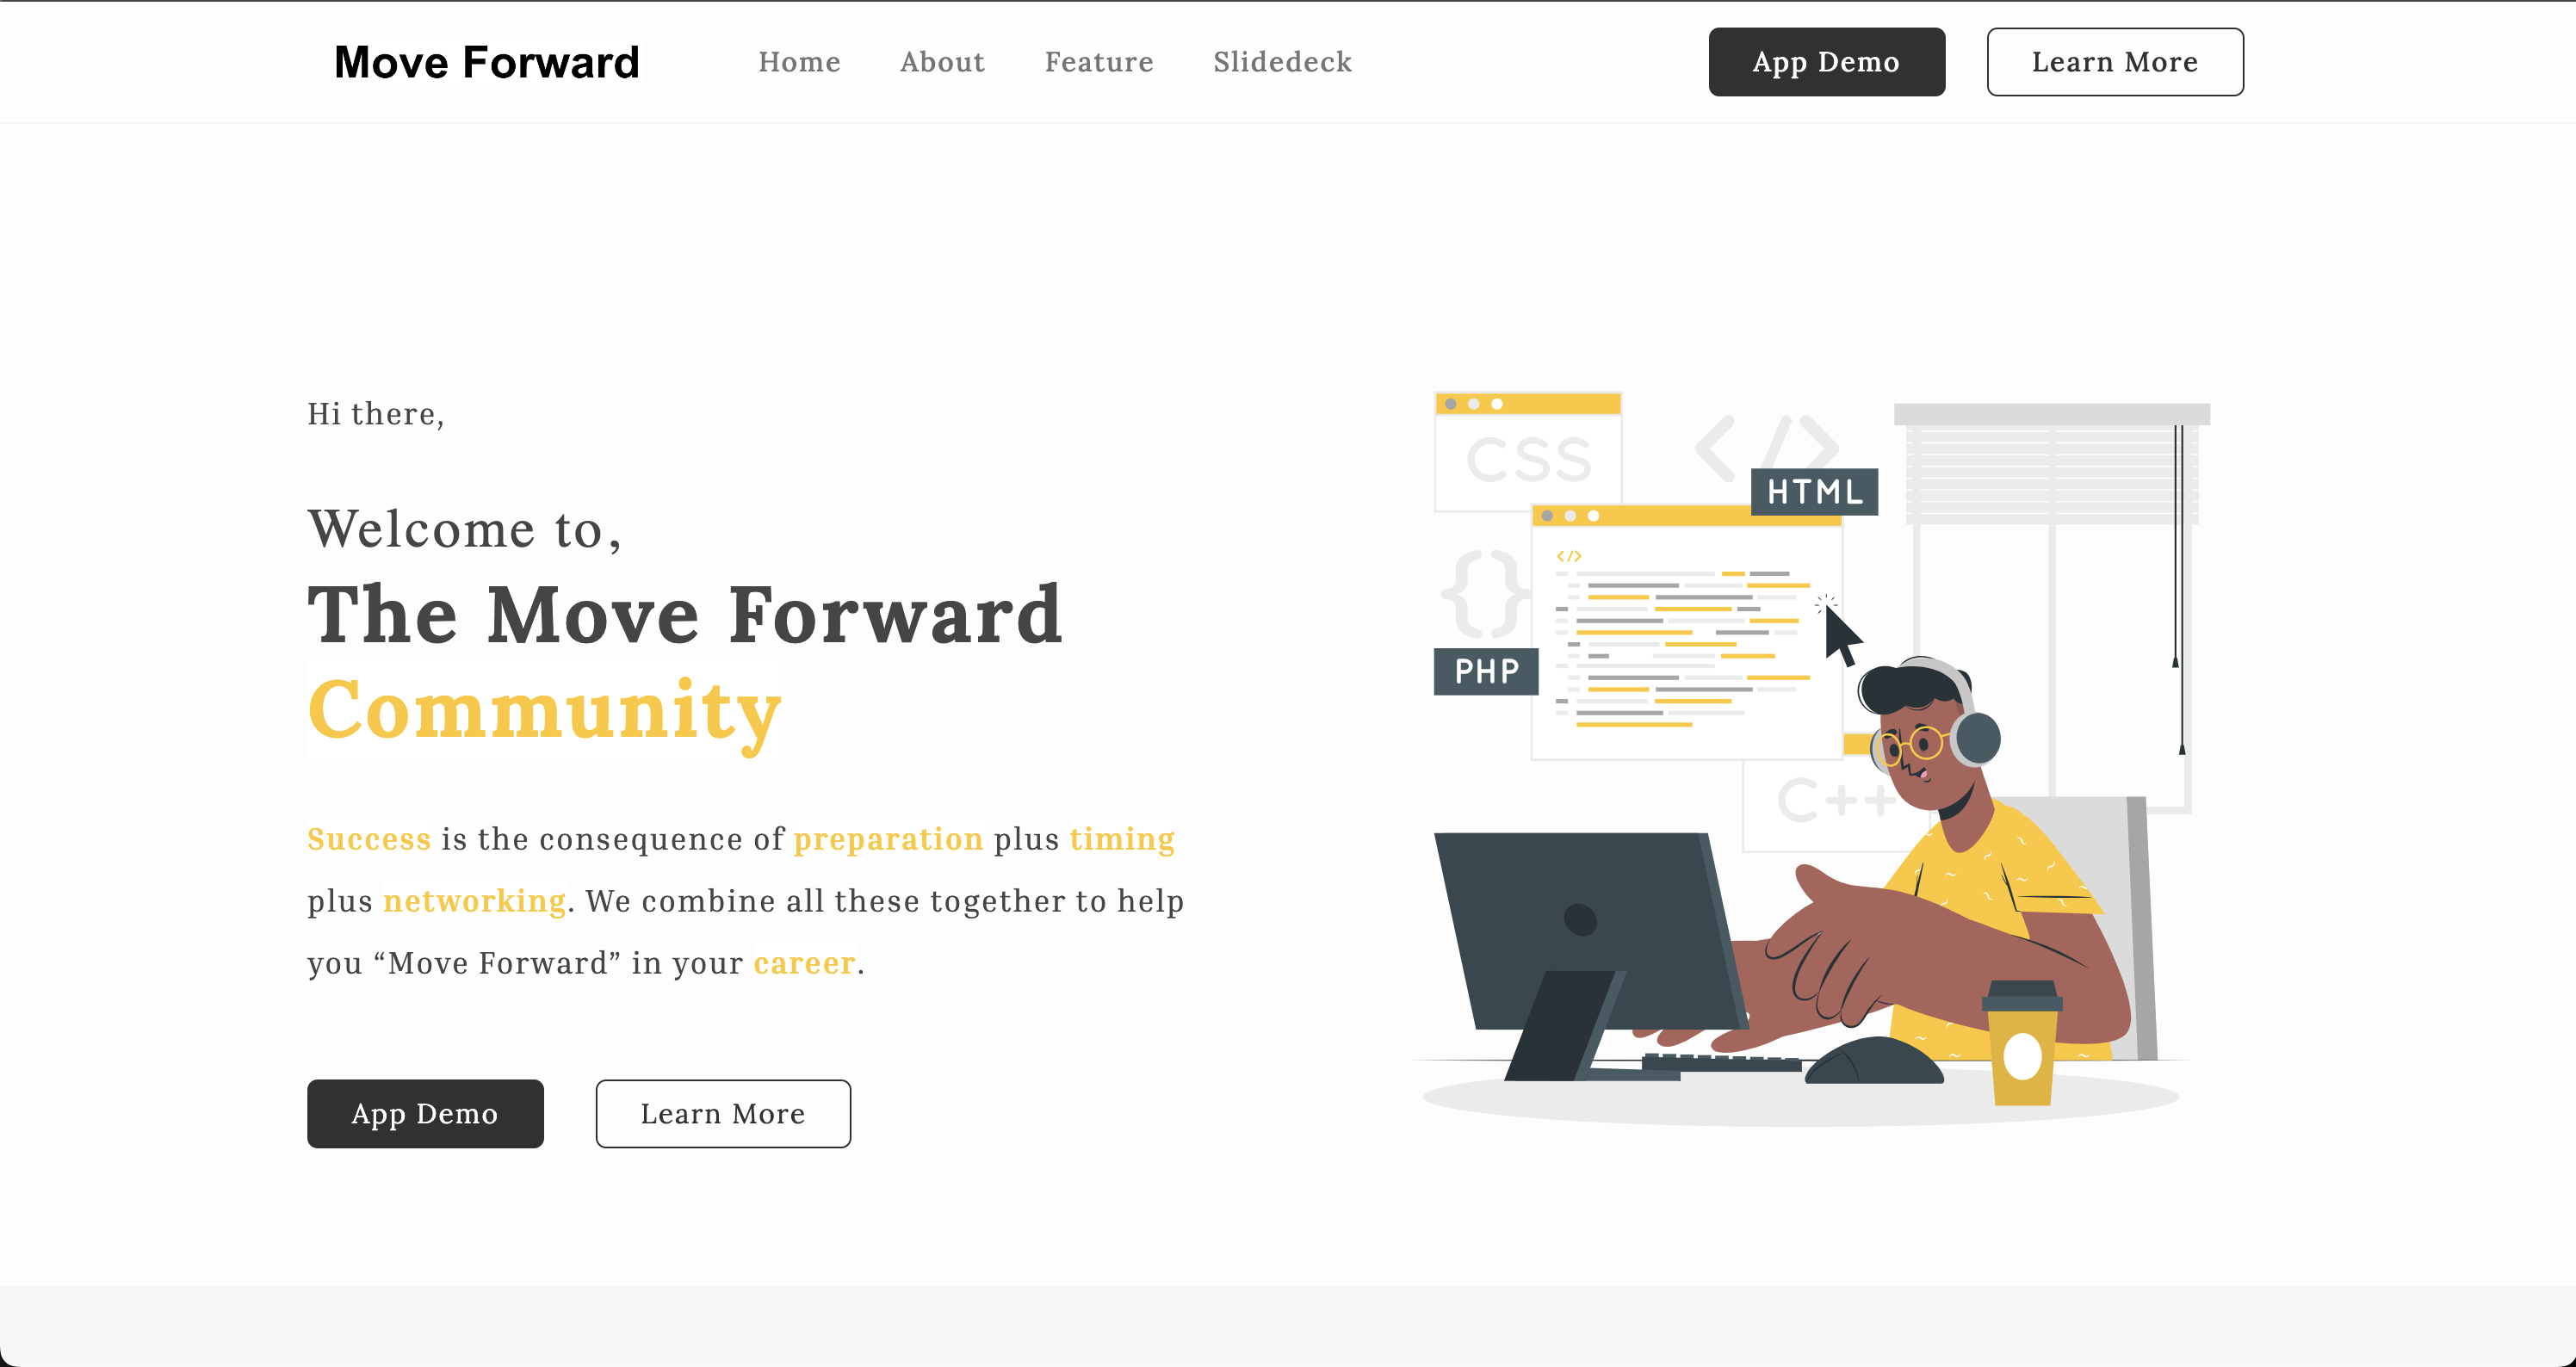 Move Forward
Home
About
Feature
Slidedeck
App Demo
Learn More
Hi there,
Welcome to,
The Move Forward
Community
Success is the consequence of preparation plus timing
plus networking. We combine all these together to help
you “Move Forward” in your career.
App Demo
Learn More
CSS
</>
HTML
</>
{}
PHP
C++